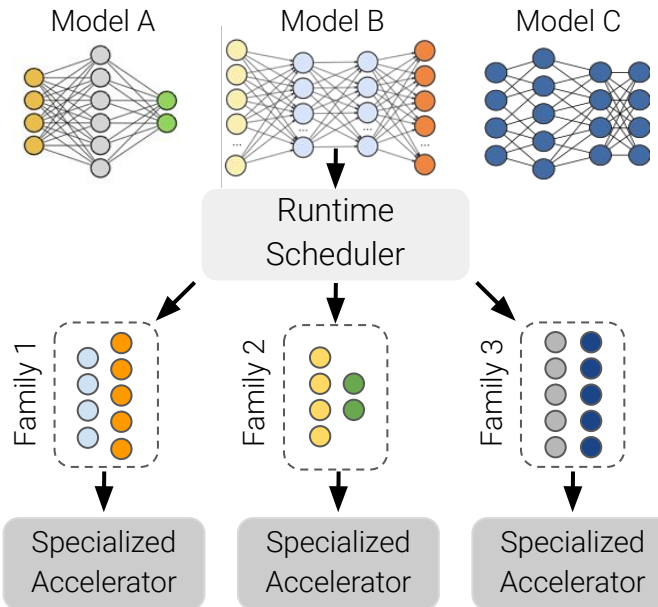 Model A
Model B
Model C
...
...
...
...
Runtime
Scheduler
Family 1
Family 2
Family 3
Specialized
Accelerator
Specialized
Accelerator
Specialized
Accelerator